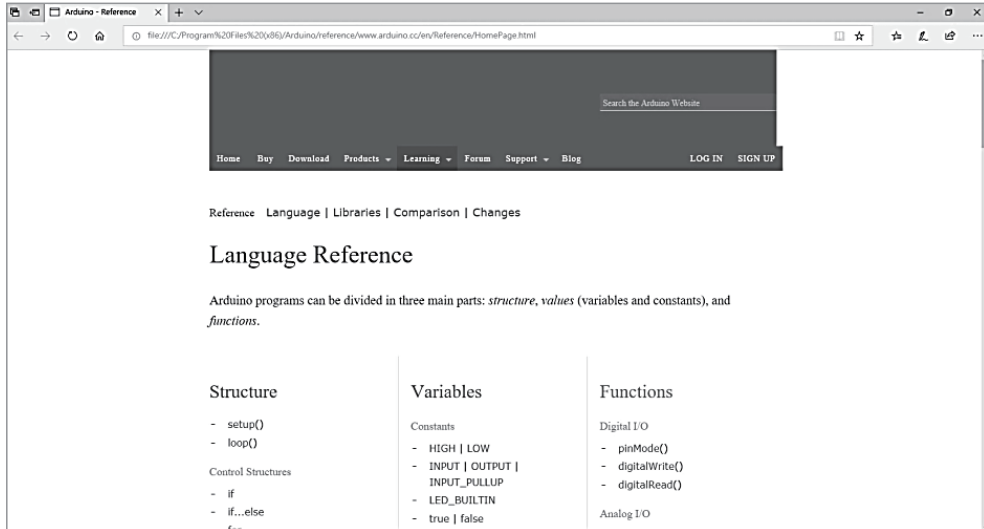 Arduino - Reference
file:///C:/Program%20Files%20(x86)/Arduino/reference/www.arduino.cc/en/Reference/HomePage.html
Search the Arduino Website
Home Buy Download Products Learning Forum Support Blog LOG IN SIGN UP
Reference Language | Libraries | Comparison | Changes
Language Reference
Arduino programs can be divided in three main parts: structure, values (variables and constants), and
functions.
Structure
- setup()
- loop()
Control Structures
- if
- if...else
Variables
Constants
- HIGH | LOW
- INPUT | OUTPUT |
INPUT_PULLUP
- LED_BUILTIN
- true | false
Functions
Digital I/O
- pinMode()
- digitalWrite()
- digitalRead()
Analog I/O